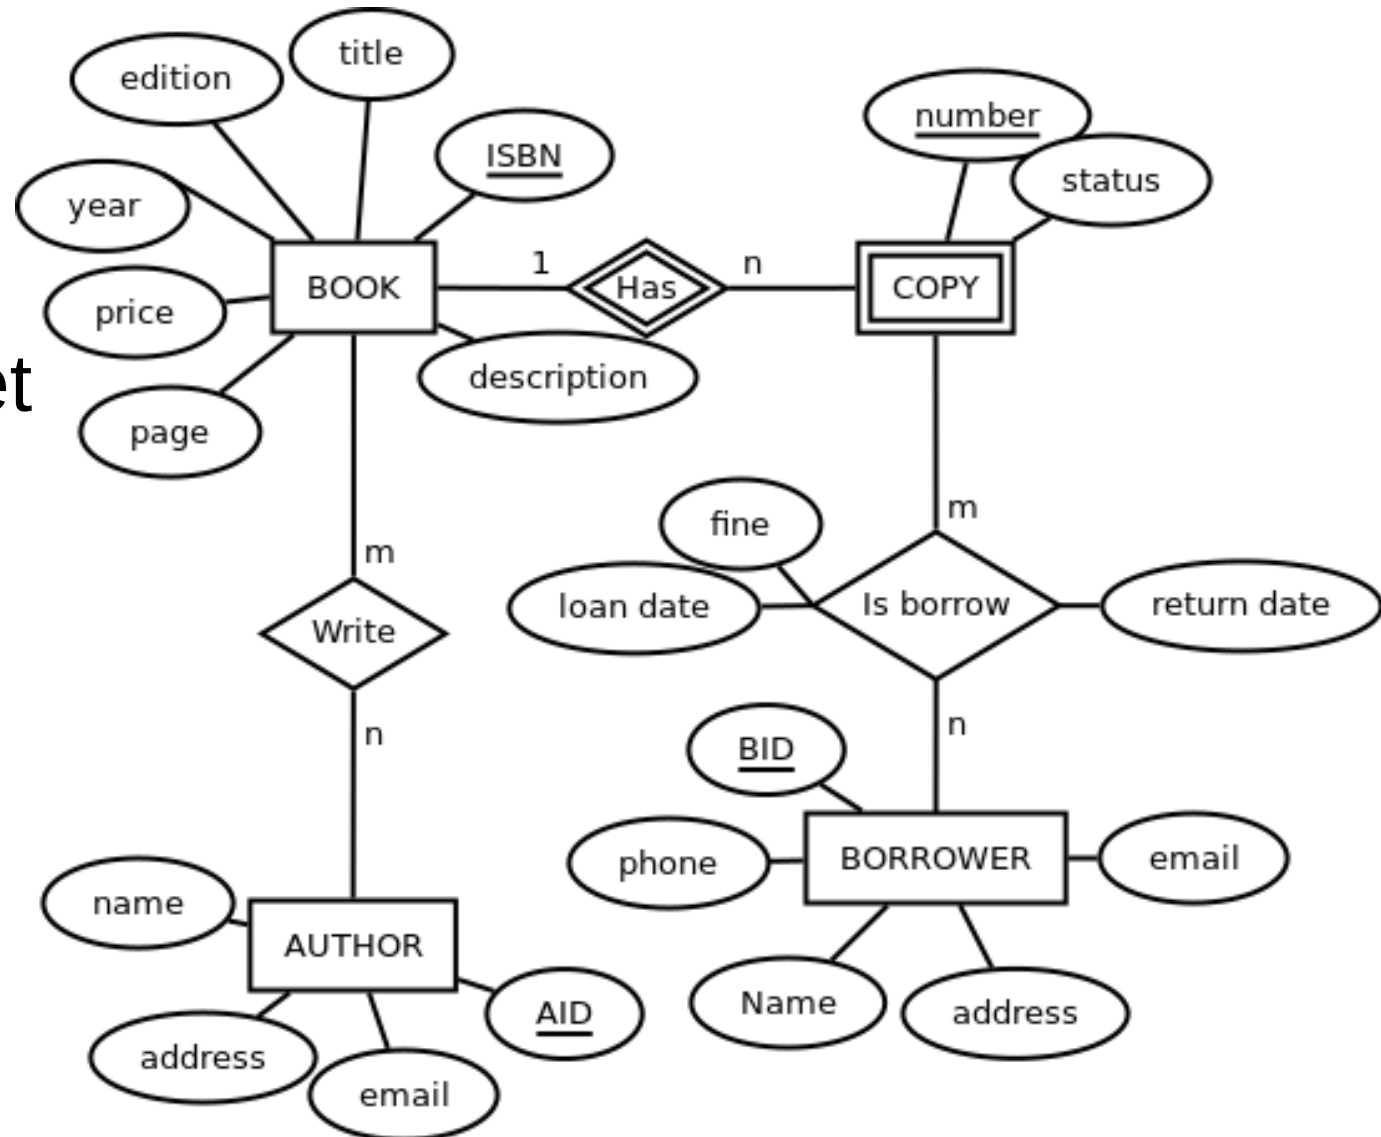 title
edition
number
ISBN
status
year
1
n
BOOK
Has
COPY
price
description
et
page
m
fine
m
loan date
Is borrow
return date
Write
n
n
BID
phone
BORROWER
email
name
AUTHOR
Name
address
AID
address
email